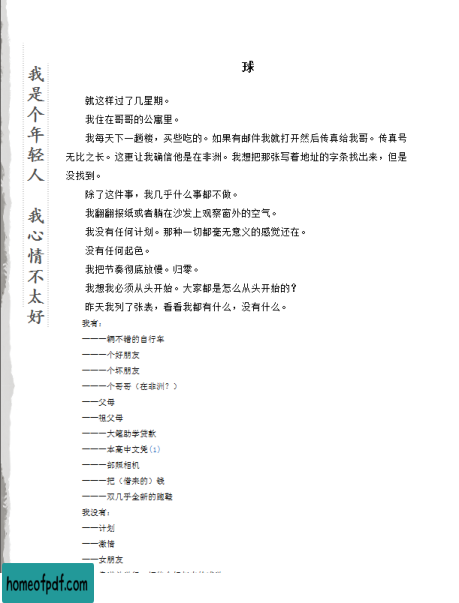 我是个年轻人 我心情不太好
球
就这样过了几星期。
我住在哥哥的公寓里。
我每天下一趟楼，买些吃的。如果有邮件我就打开然后传真给我哥。传真号
无比之长。这更让我确信他是在非洲。我想把那张写着地址的字条找出来，但是
没找到。
除了这件事，我几乎什么事都不做。
我翻翻报纸或者躺在沙发上观察窗外的空气。
我没有任何计划。那种一切都毫无意义的感觉还在。
没有任何起色。
我把节奏彻底放慢。归零。
我想我必须从头开始。大家都是怎么从头开始的？
昨天我列了张表，看看我都有什么，没有什么。
我有：
——一辆不错的自行车
——一个好朋友
——一个坏朋友
——一个哥哥（在非洲？）
——父母
——祖父母
——一大笔助学贷款
——一本高中文凭(1)
——一部照相机
——一把（借来的）钱
——一双几乎全新的跑鞋
我没有：
——计划
——激情
——女朋友
homeofpdf.com